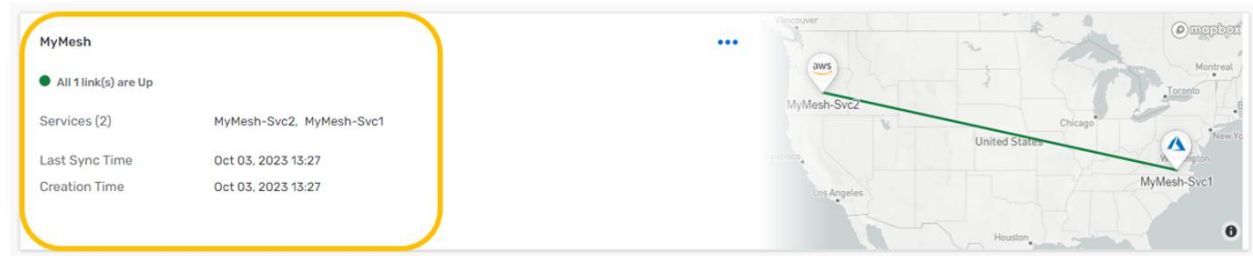 MyMesh
All 1 link(s) are Up
Services (2) MyMesh-Svc2, MyMesh-Svc1
Last Sync Time Oct 03, 2023 13:27
Creation Time Oct 03, 2023 13:27
Vancouver
mapbox
aws
Montreal
Toronto
MyMesh-Svc2
Chicago
United States
New Yo
MyMesh-Svc1
Los Angeles
Houston